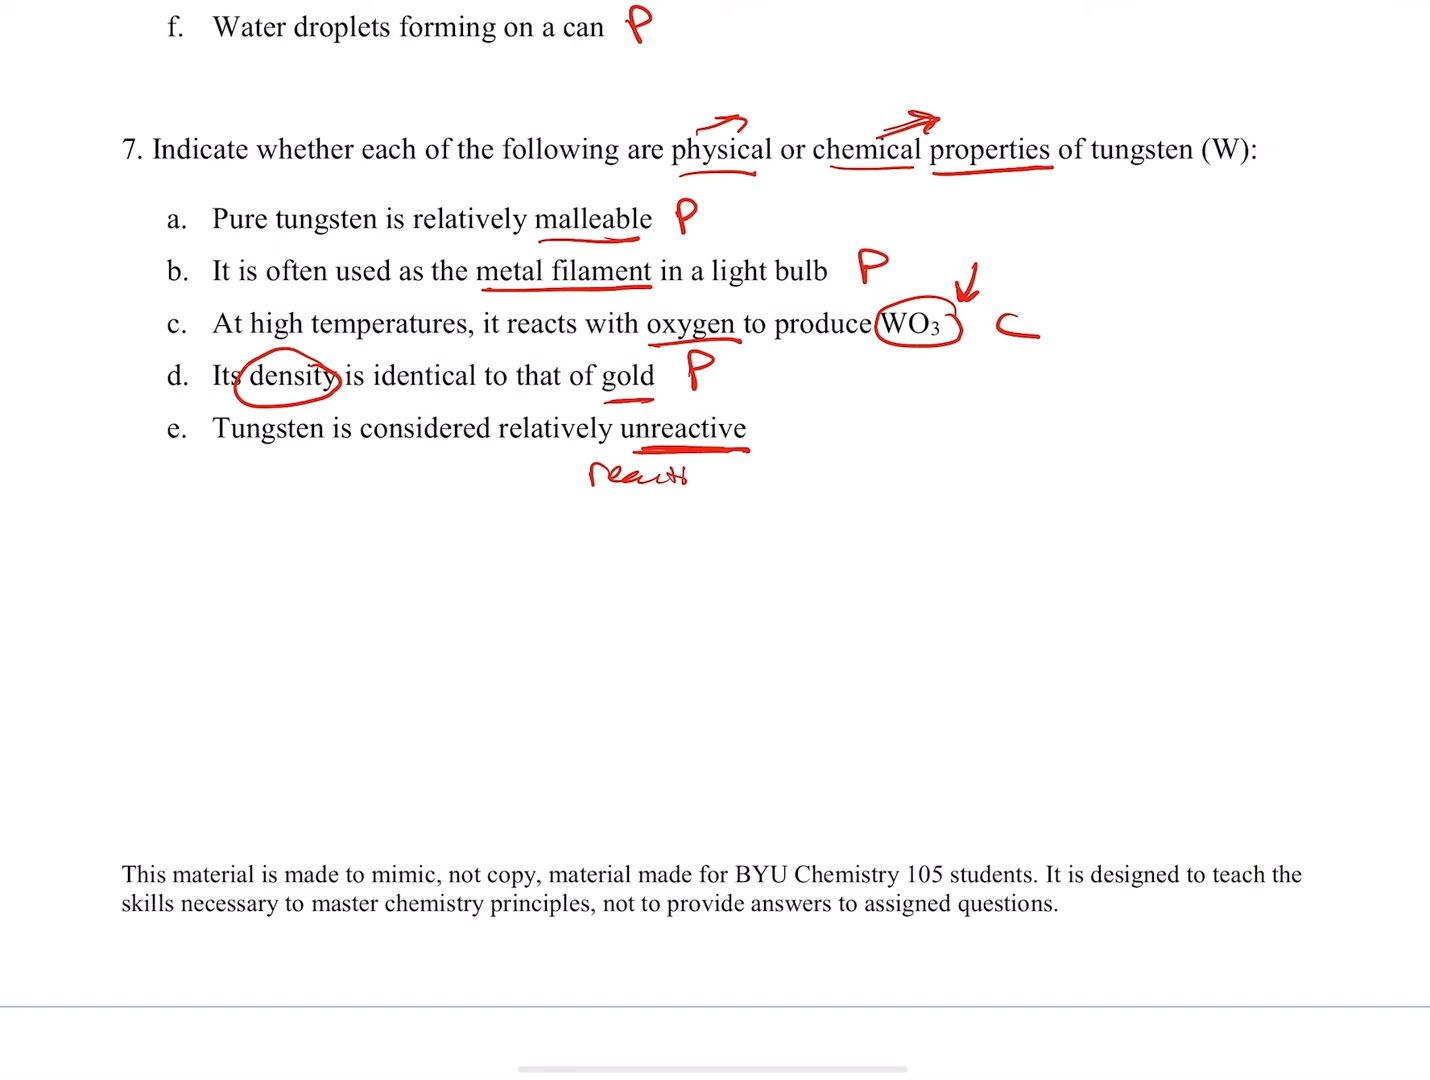 f. Water droplets forming on a can P
7. Indicate whether each of the following are physical or chemical properties of tungsten (W):
a. Pure tungsten is relatively malleable P
b. It is often used as the metal filament in a light bulb P
c. At high temperatures, it reacts with oxygen to produce WO₃ C
d. Its density is identical to that of gold P
e. Tungsten is considered relatively unreactive
This material is made to mimic, not copy, material made for BYU Chemistry 105 students. It is designed to teach the
skills necessary to master chemistry principles, not to provide answers to assigned questions.